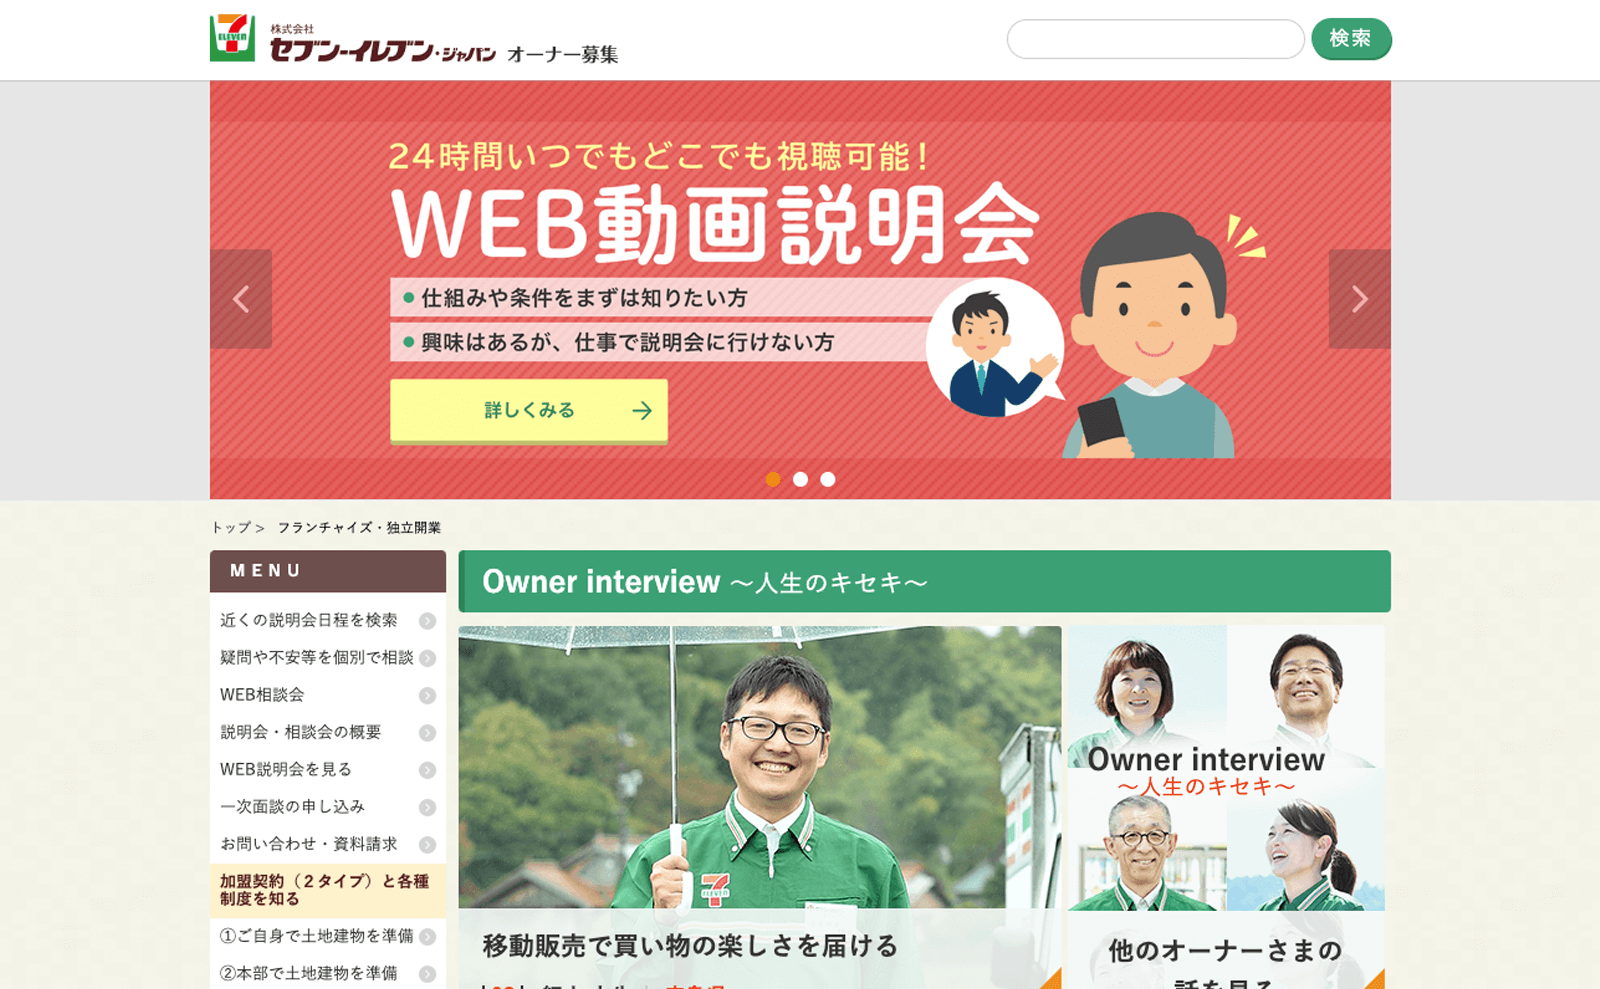 7
ELEVEN
株式会社
セブン-イレブン・ジャパン オーナー募集
検索
24時間いつでもどこでも視聴可能！
WEB動画説明会
● 仕組みや条件をまずは知りたい方
● 興味はあるが、仕事で説明会に行けない方
詳しくみる →
トップ > フランチャイズ・独立開業
MENU
近くの説明会日程を検索
疑問や不安等を個別で相談
WEB相談会
説明会・相談会の概要
WEB説明会を見る
一次面談の申し込み
お問い合わせ・資料請求
加盟契約（２タイプ）と各種
制度を知る
①ご自身で土地建物を準備
②本部で土地建物を準備
Owner interview ～人生のキセキ～
7
ELEVEN
移動販売で買い物の楽しさを届ける
Owner interview
～人生のキセキ～
他のオーナーさまの
話を見る